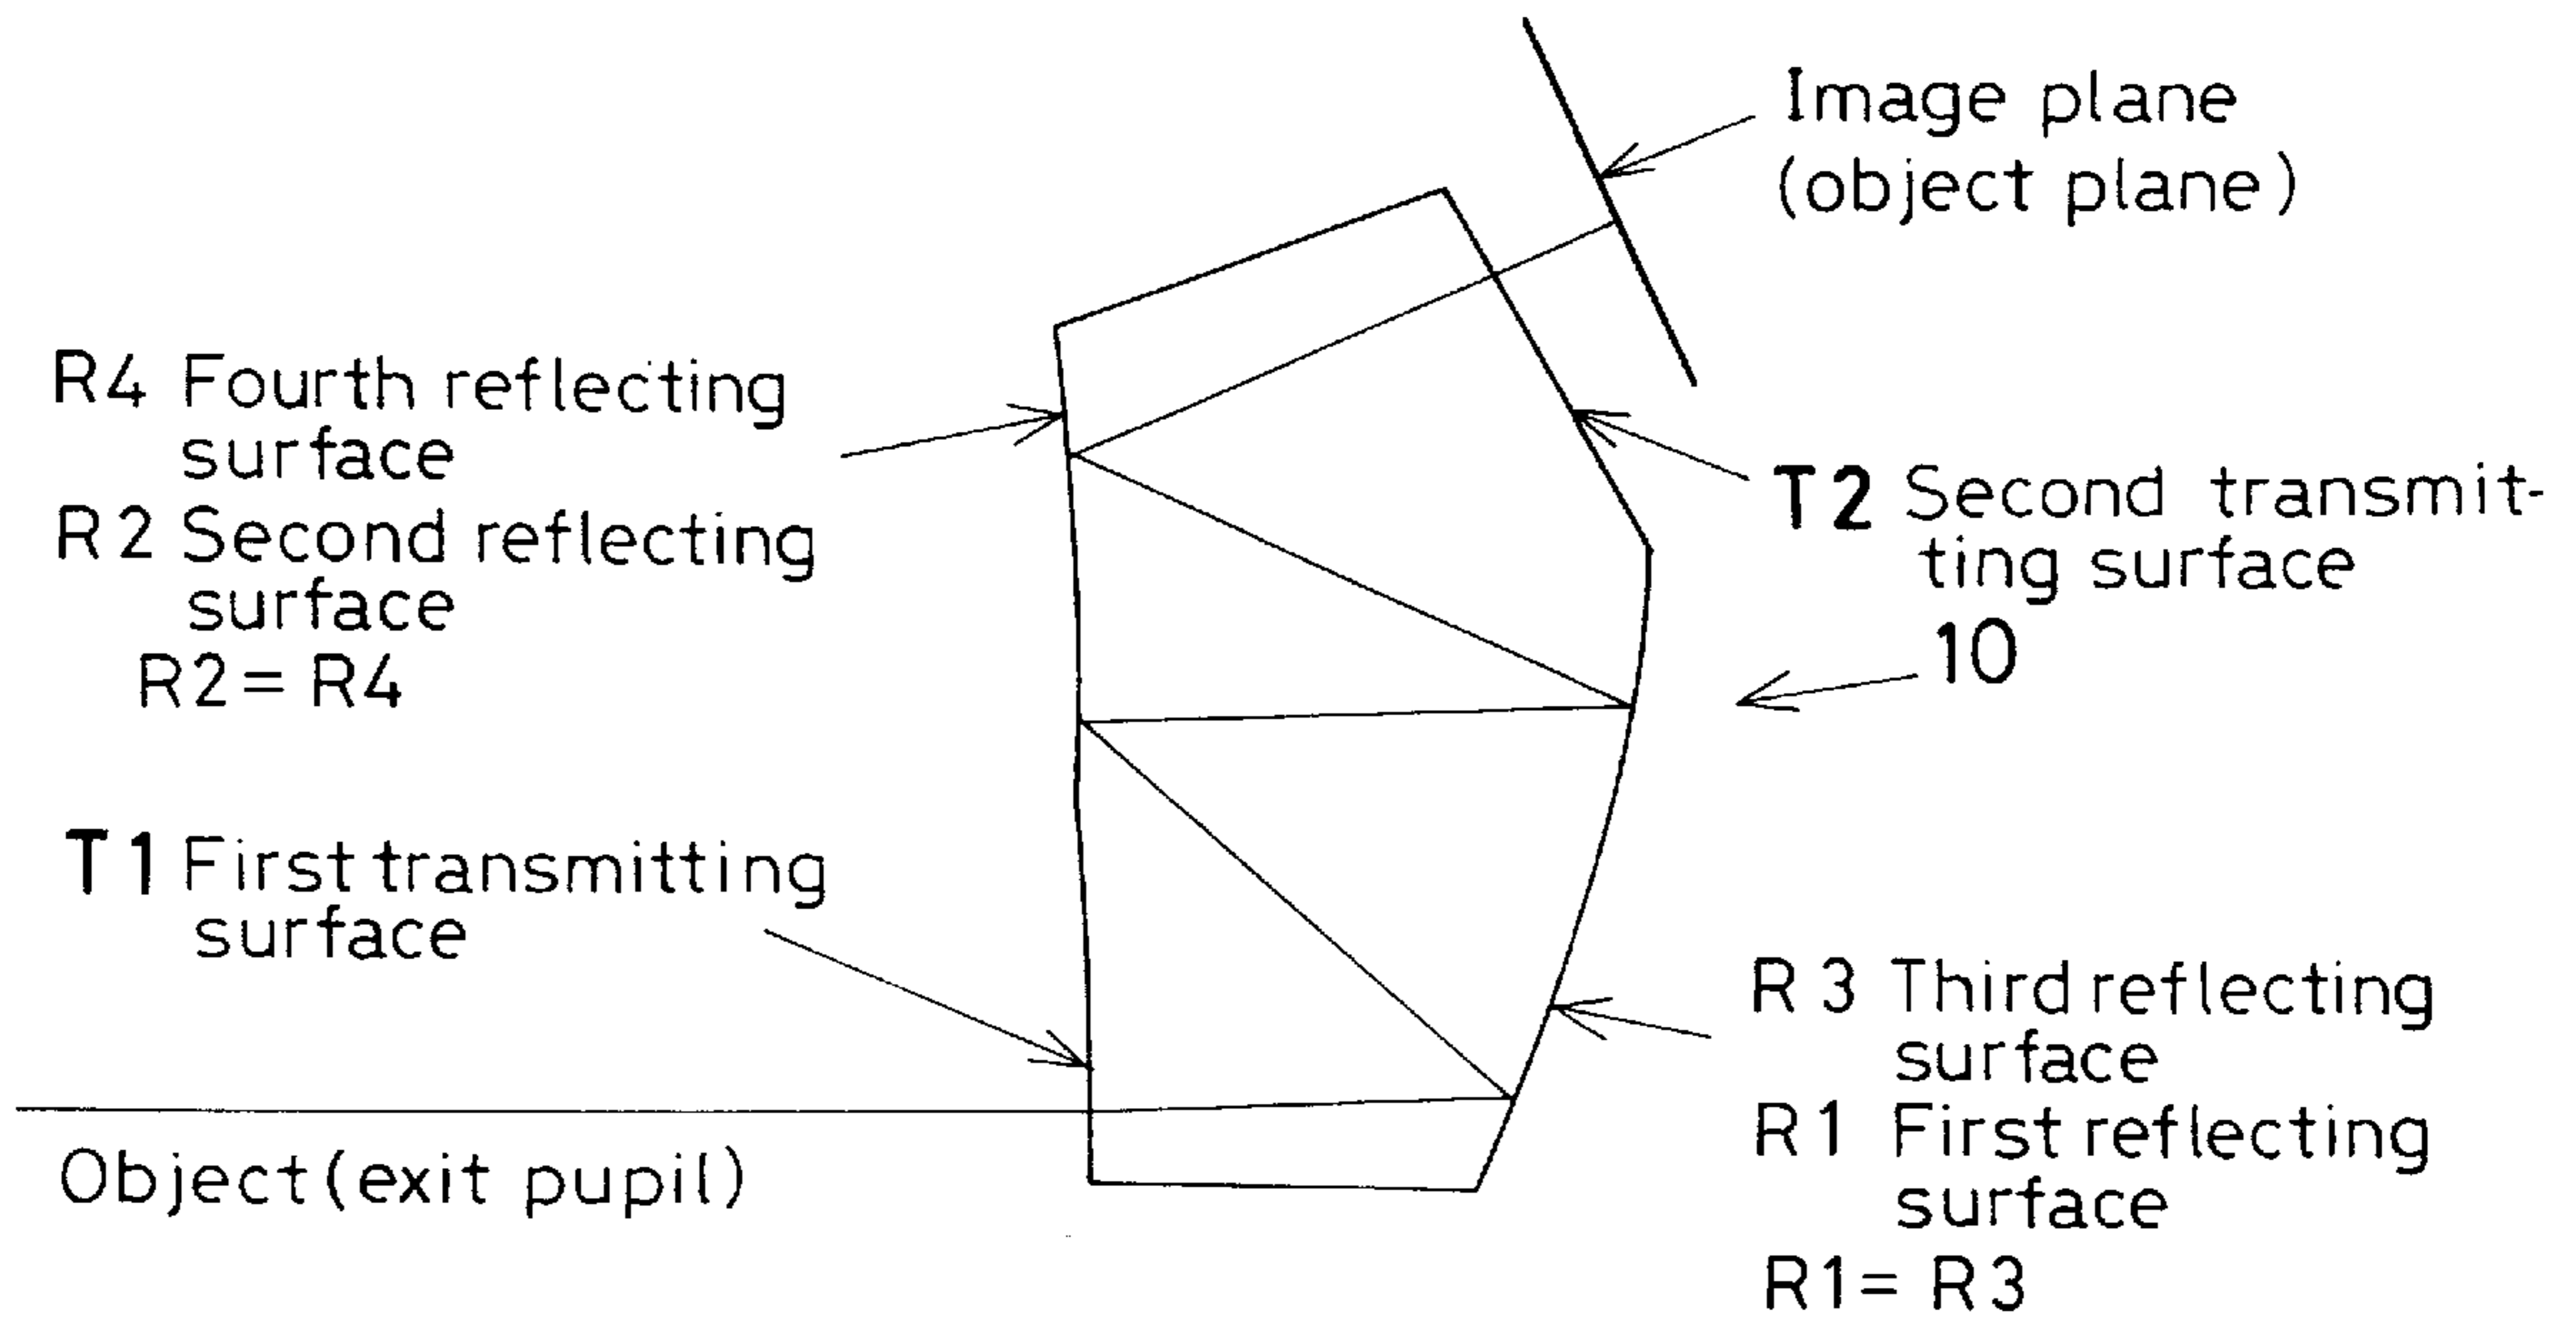 Image plane
(object plane)
R4 Fourth reflecting
surface
R2 Second reflecting
surface
R2 = R4
T2 Second transmit-
ting surface
10
T1 First transmitting
surface
R3 Third reflecting
surface
R1 First reflecting
surface
R1 = R3
Object (exit pupil)